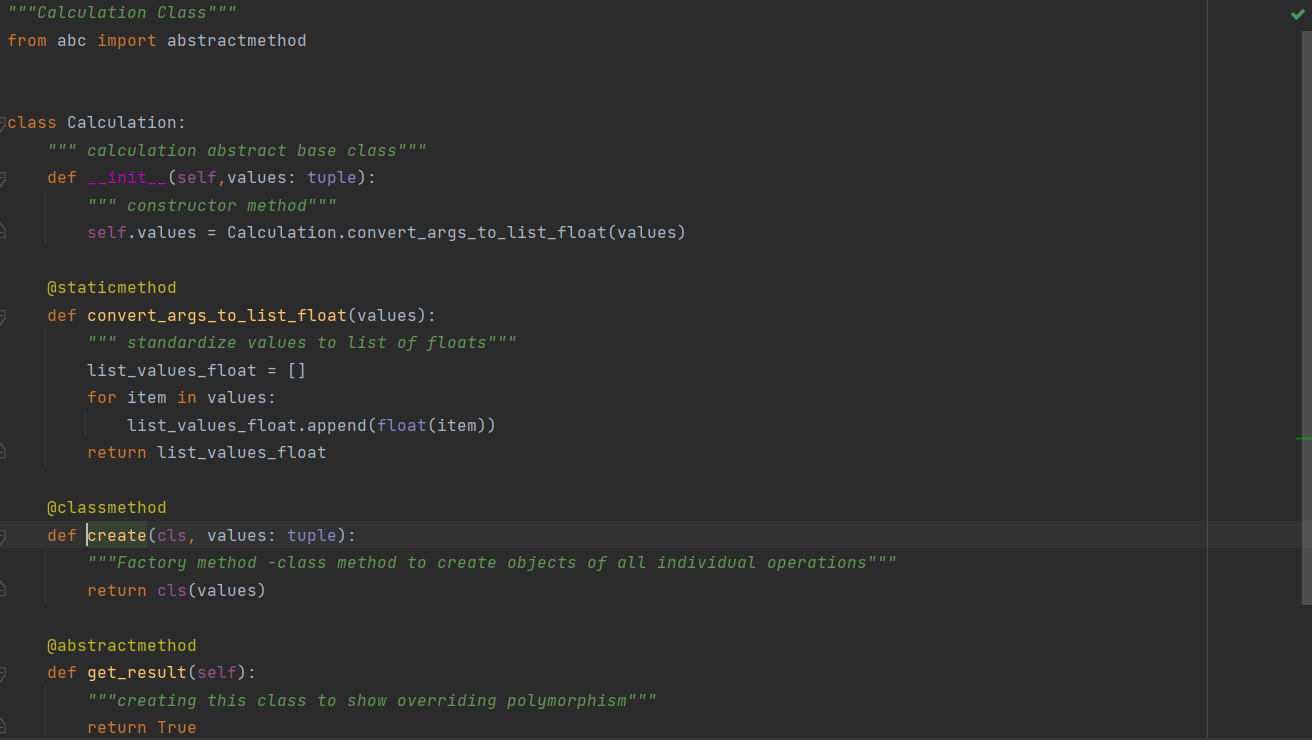 """Calculation Class"""
from abc import abstractmethod
class Calculation:
    """ calculation abstract base class"""
    def __init__(self,values: tuple):
        """ constructor method"""
        self.values = Calculation.convert_args_to_list_float(values)
    @staticmethod
    def convert_args_to_list_float(values):
        """ standardize values to list of floats"""
        list_values_float = []
        for item in values:
            list_values_float.append(float(item))
        return list_values_float
    @classmethod
    def create(cls, values: tuple):
        """Factory method -class method to create objects of all individual operations"""
        return cls(values)
    @abstractmethod
    def get_result(self):
        """creating this class to show overriding polymorphism"""
        return True